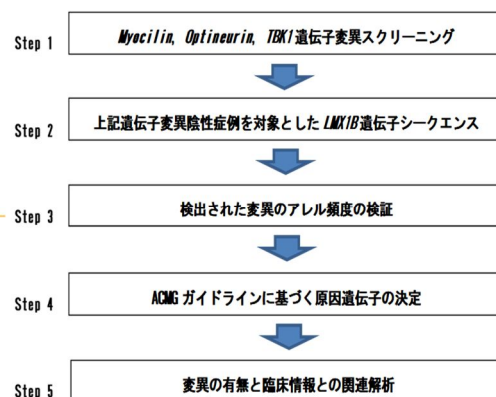 Step 1
Myocilin, Optineurin, TBK1遺伝子変異スクリーニング
Step 2
上記遺伝子変異陰性症例を対象としたLMX1B遺伝子シークエンス
Step 3
検出された変異のアレル頻度の検証
Step 4
ACMGガイドラインに基づく原因遺伝子の決定
Step 5
変異の有無と臨床情報との関連解析